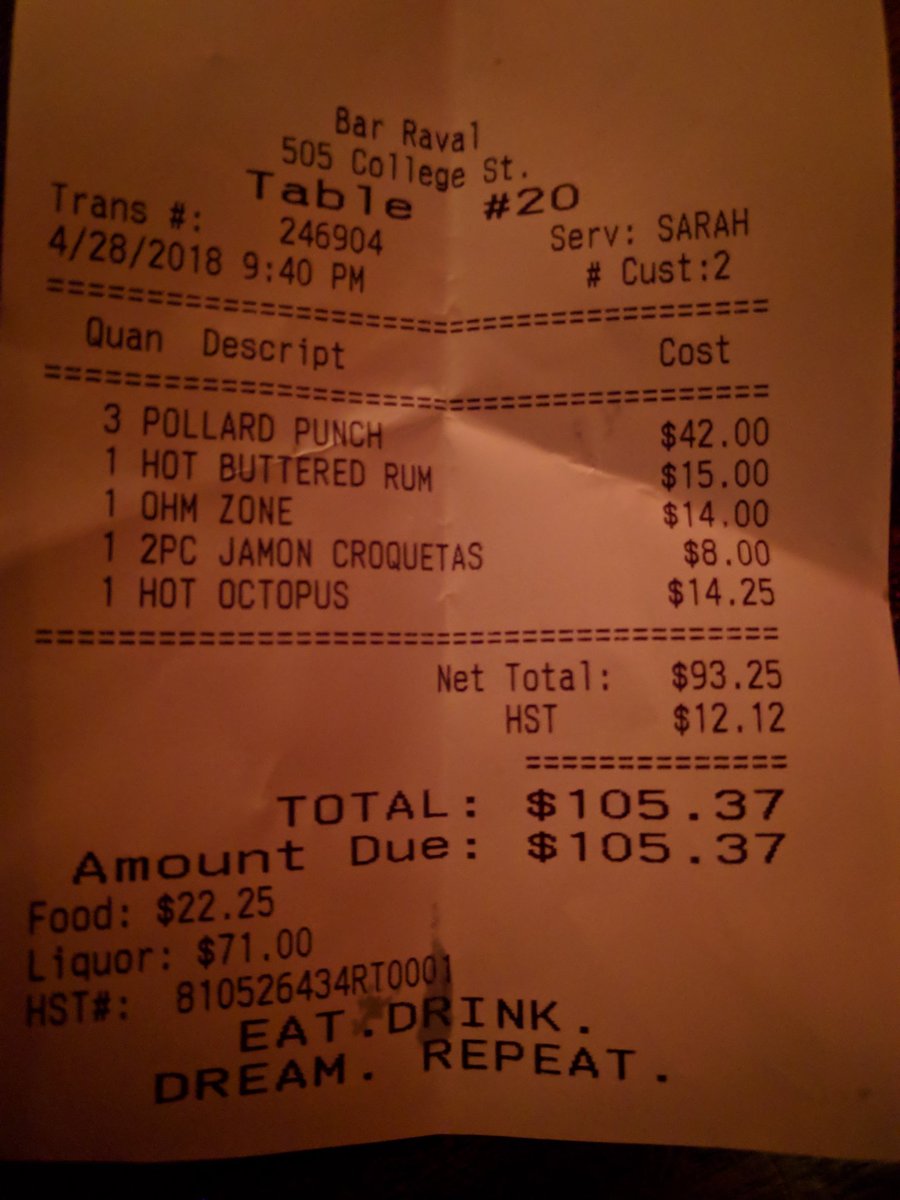 Bar Raval
505 College St.
Table #20
Trans #: 246904 Serv: SARAH
4/28/2018 9:40 PM # Cust:2
=====================================
Quan Descript Cost
=====================================
3 POLLARD PUNCH $42.00
1 HOT BUTTERED RUM $15.00
1 OHM ZONE $14.00
1 2PC JAMON CROQUETAS $8.00
1 HOT OCTOPUS $14.25
=====================================
Net Total: $93.25
HST $12.12
=============
TOTAL: $105.37
Amount Due: $105.37
Food: $22.25
Liquor: $71.00
HST#: 810526434RT0001
EAT.DRINK.
DREAM. REPEAT.